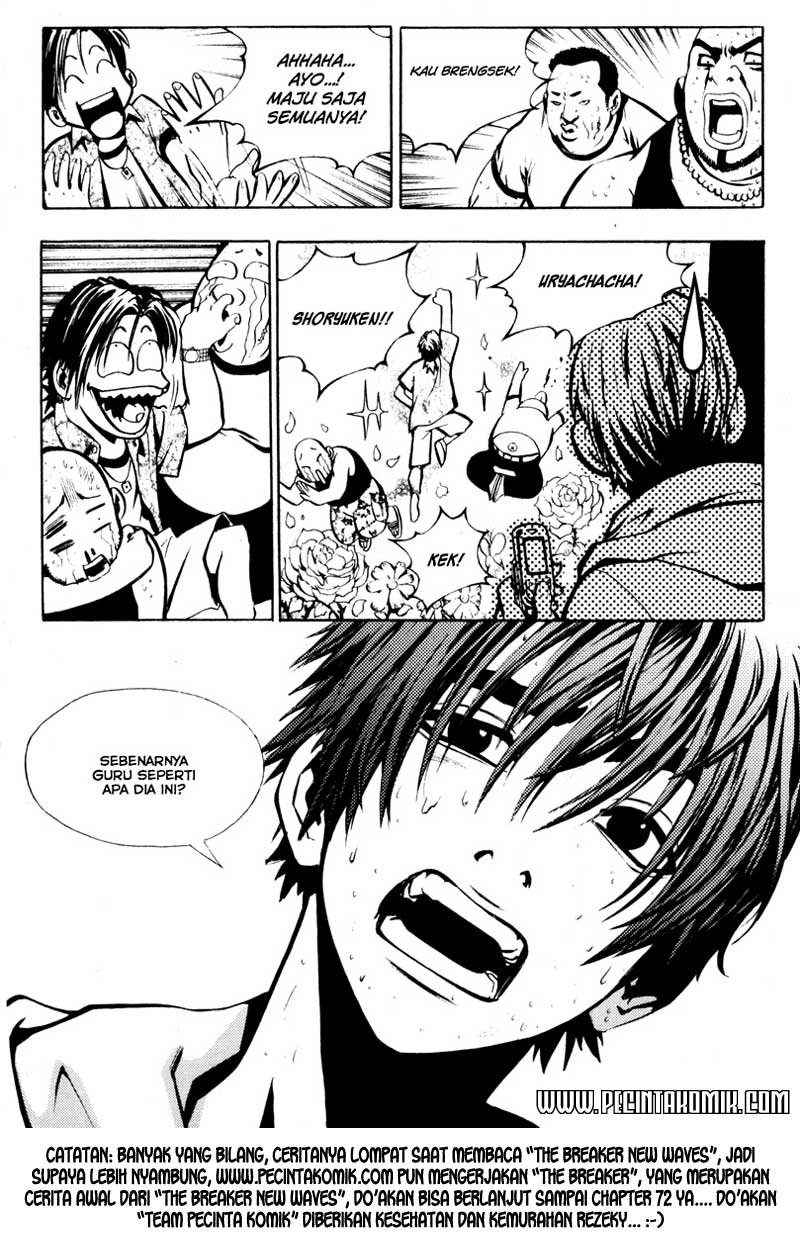 AHHAHA...
AYO...!
MAJU SAJA
SEMUANYA!
KAU BRENGSEK!
SHORYUKEN!!
URYACHACHA!
KEK!
SEBENARNYA
GURU SEPERTI
APA DIA INI?
WWW.PECINTAKOMIK.COM
CATATAN: BANYAK YANG BILANG, CERITANYA LOMPAT SAAT MEMBACA "THE BREAKER NEW WAVES", JADI
SUPAYA LEBIH NYAMBUNG, WWW.PECINTAKOMIK.COM PUN MENGERJAKAN "THE BREAKER", YANG MERUPAKAN
CERITA AWAL DARI "THE BREAKER NEW WAVES", DO'AKAN BISA BERLANJUT SAMPAI CHAPTER 72 YA.... DO'AKAN
"TEAM PECINTA KOMIK" DIBERIKAN KESEHATAN DAN KEMURAHAN REZEKY... :-)